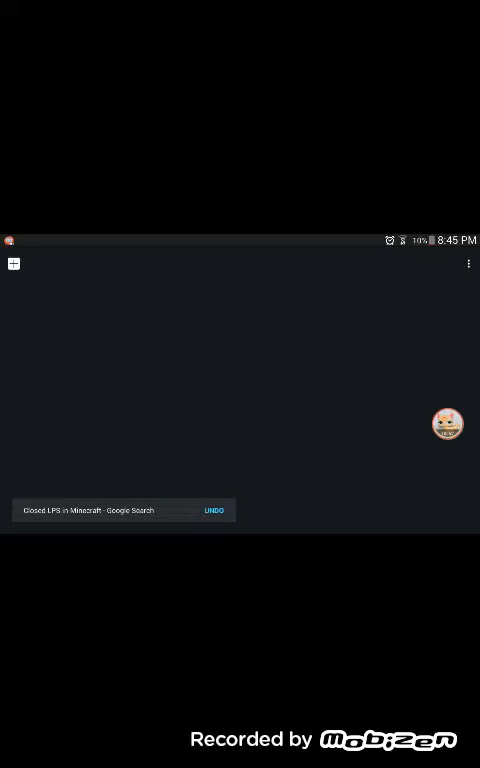 10% 8:45 PM
Closed LPS in Minecraft - Google Search UNDO
Recorded by mobizen